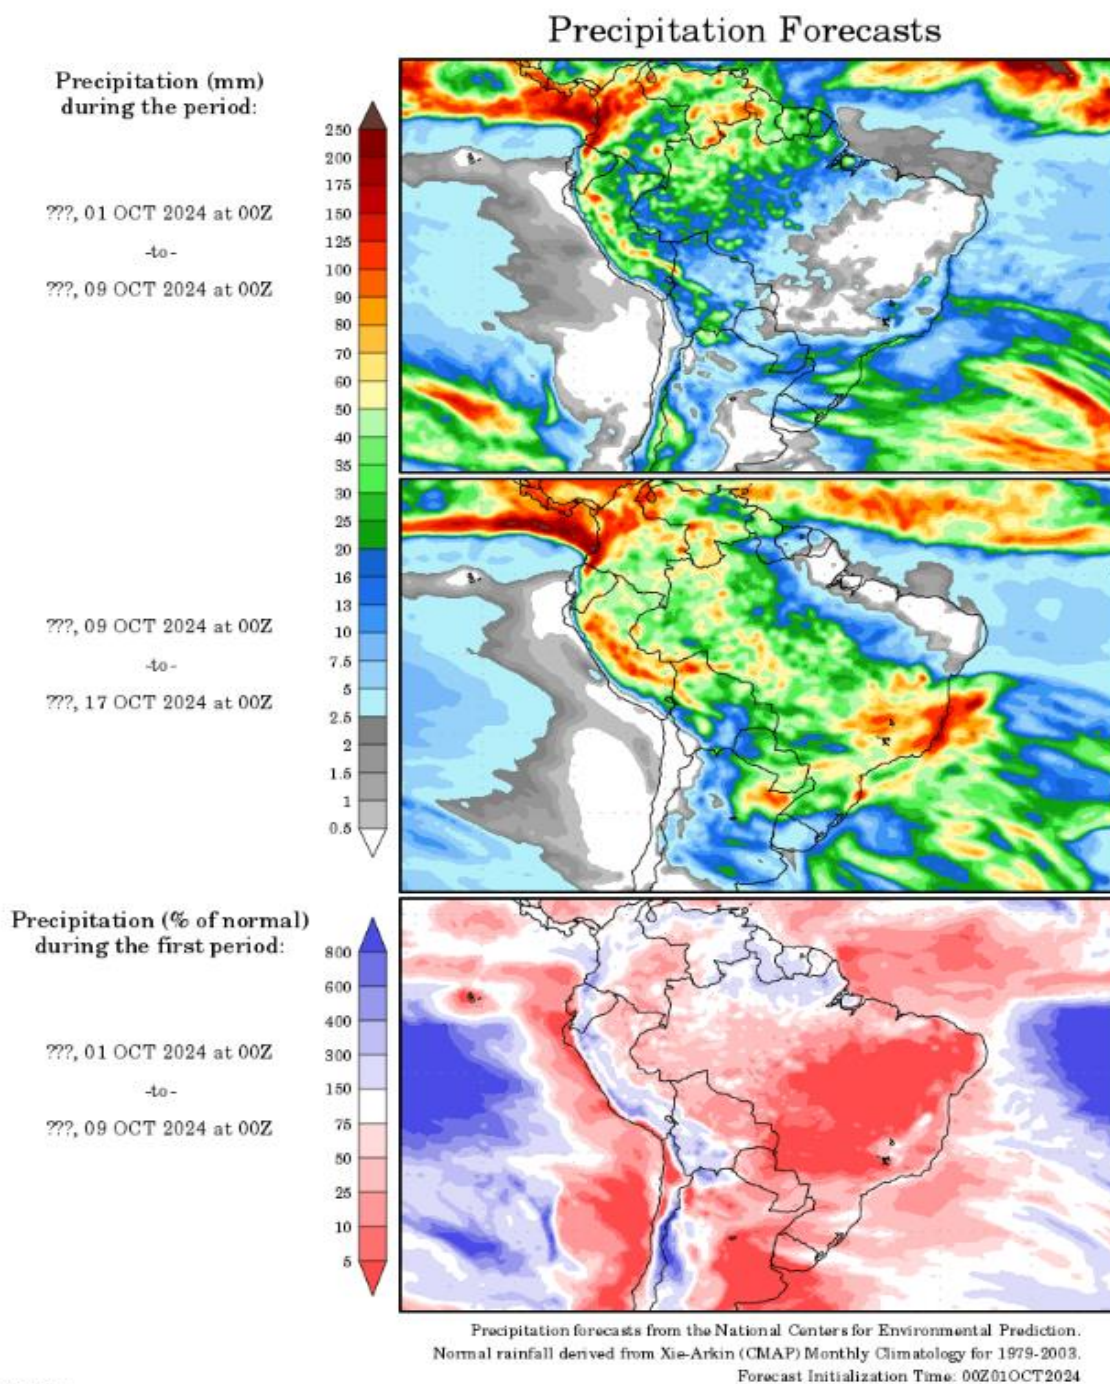 Precipitation Forecasts
Precipitation (mm)
during the period:
250
200
175
150
125
100
90
80
70
60
50
40
35
30
25
20
16
13
10
7.5
5
2.5
2
1.5
1
0.5
???, 01 OCT 2024 at 00Z
-to-
???, 09 OCT 2024 at 00Z
???, 09 OCT 2024 at 00Z
-to-
???, 17 OCT 2024 at 00Z
Precipitation (% of normal)
during the first period:
800
600
400
300
150
75
50
25
10
5
???, 01 OCT 2024 at 00Z
-to-
???, 09 OCT 2024 at 00Z
Precipitation forecasts from the National Centers for Environmental Prediction.
Normal rainfall derived from Xie-Arkin (CMAP) Monthly Climatology for 1979-2003.
Forecast Initialization Time: 00Z01OCT2024